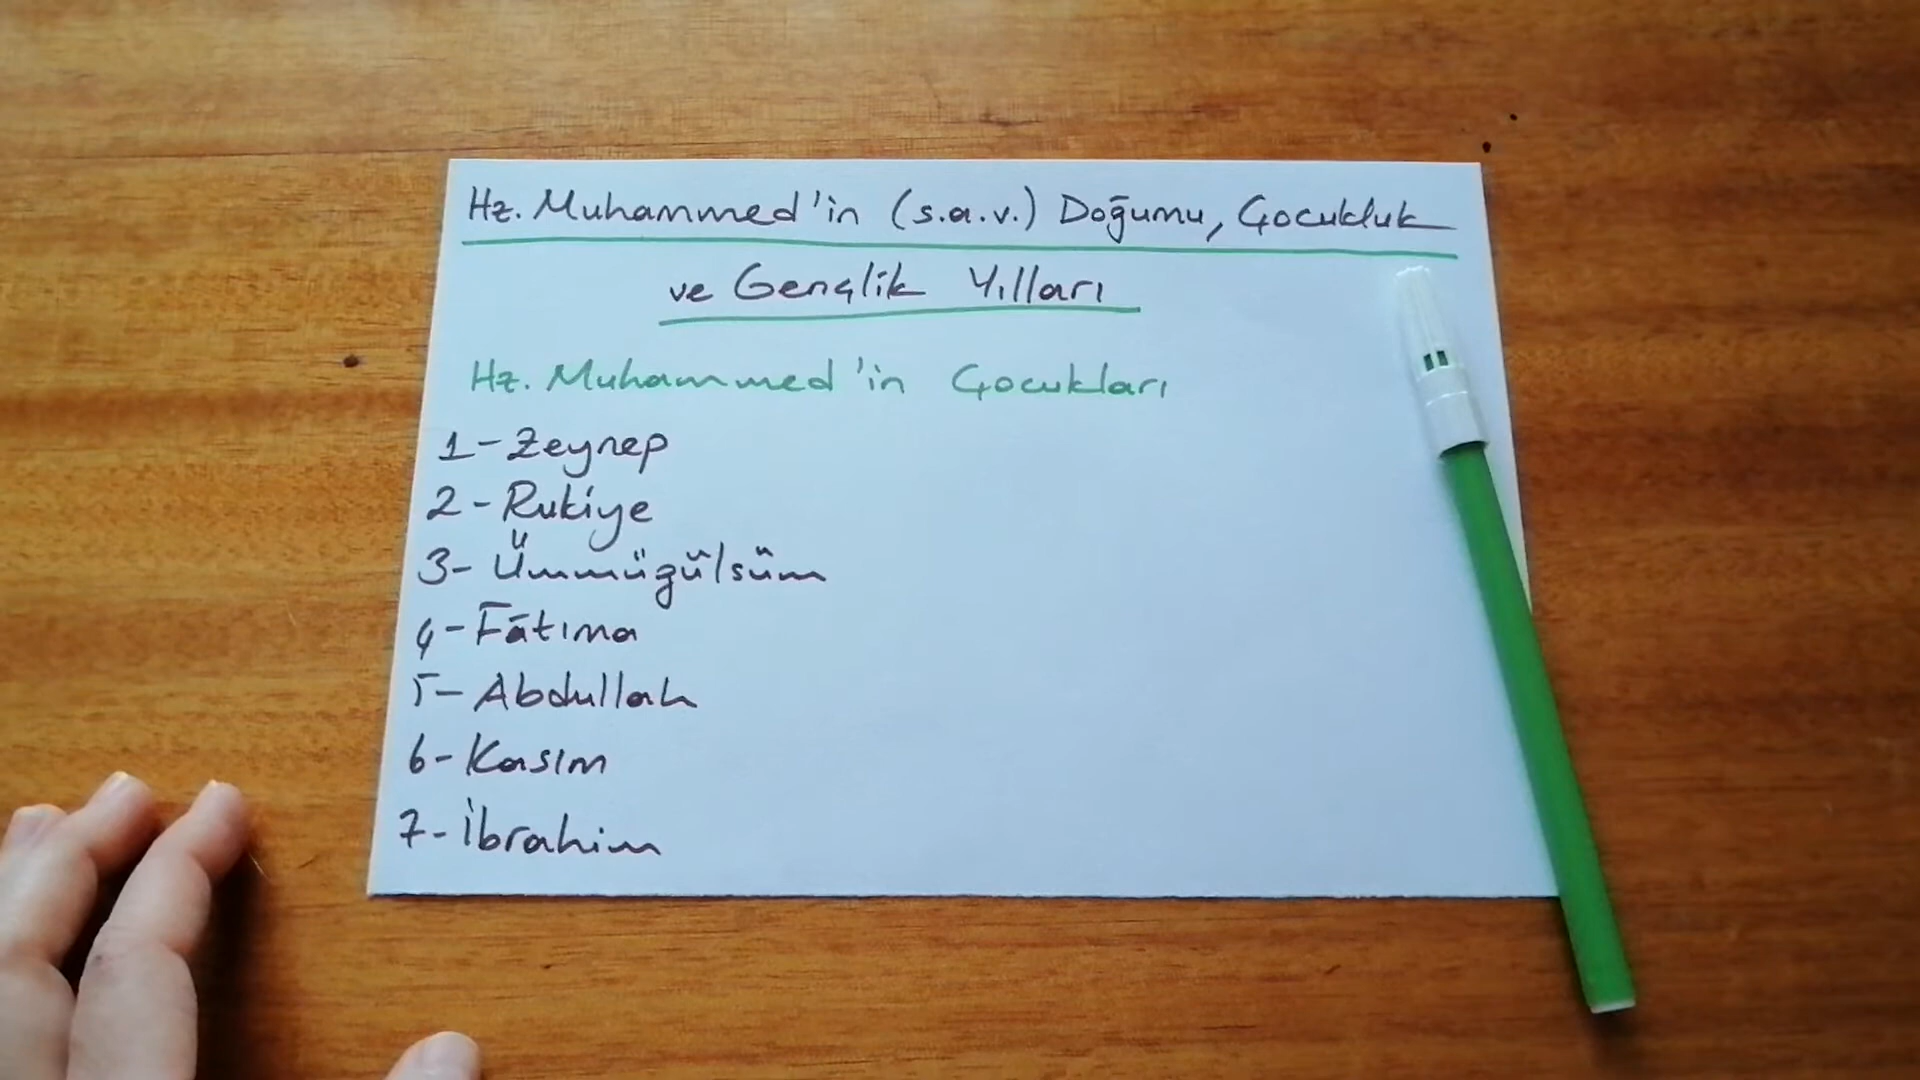 Hz. Muhammed'in (s.a.v.) Doğumu, Çocukluk
ve Gençlik Yılları
Hz. Muhammed'in Çocukları
1- Zeynep
2- Rukiye
3- Ümmügülsüm
4- Fātıma
5- Abdullah
6- Kasım
7- İbrahim